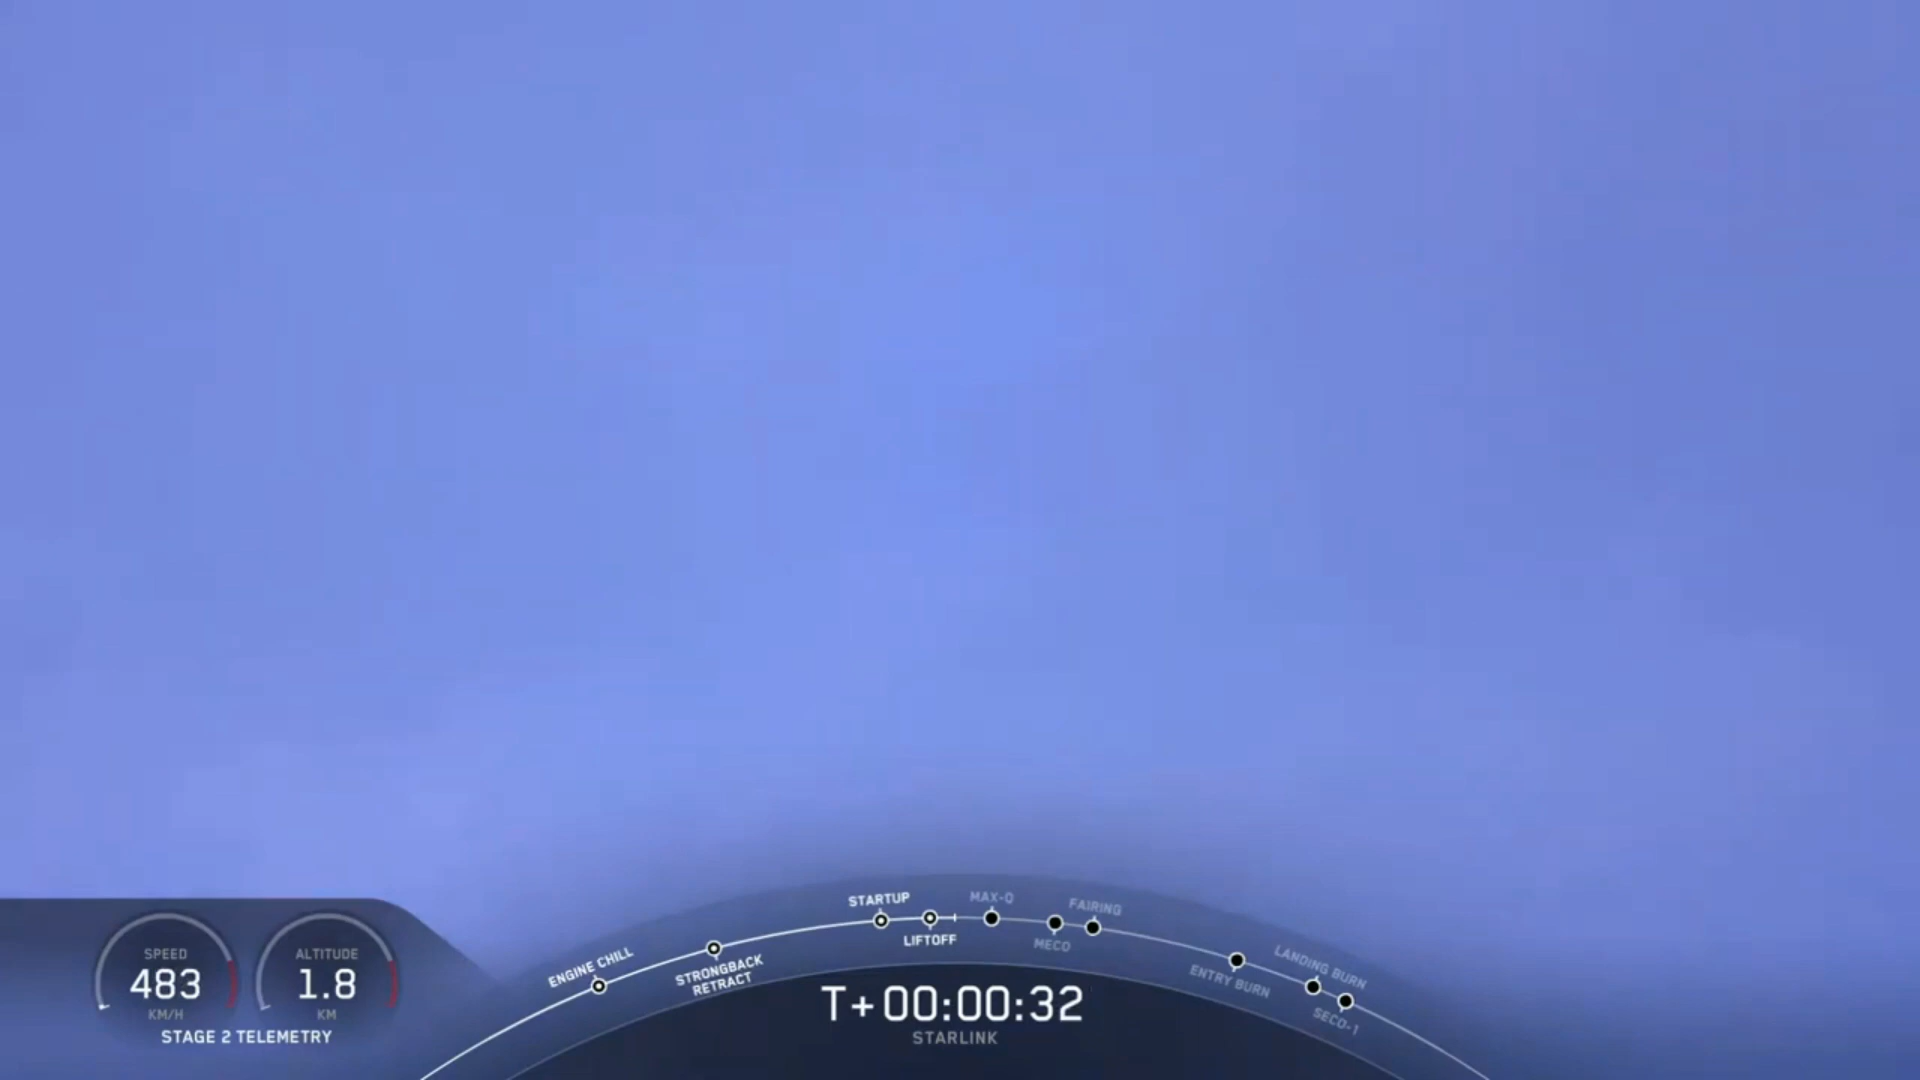 SPEED
483
KM/H
ALTITUDE
1.8
KM
STAGE 2 TELEMETRY
ENGINE CHILL
STRONGBACK
RETRACT
STARTUP
LIFTOFF
MAX-Q
MECO
FAIRING
ENTRY BURN
LANDING BURN
SECO-1
T+00:00:32
STARLINK